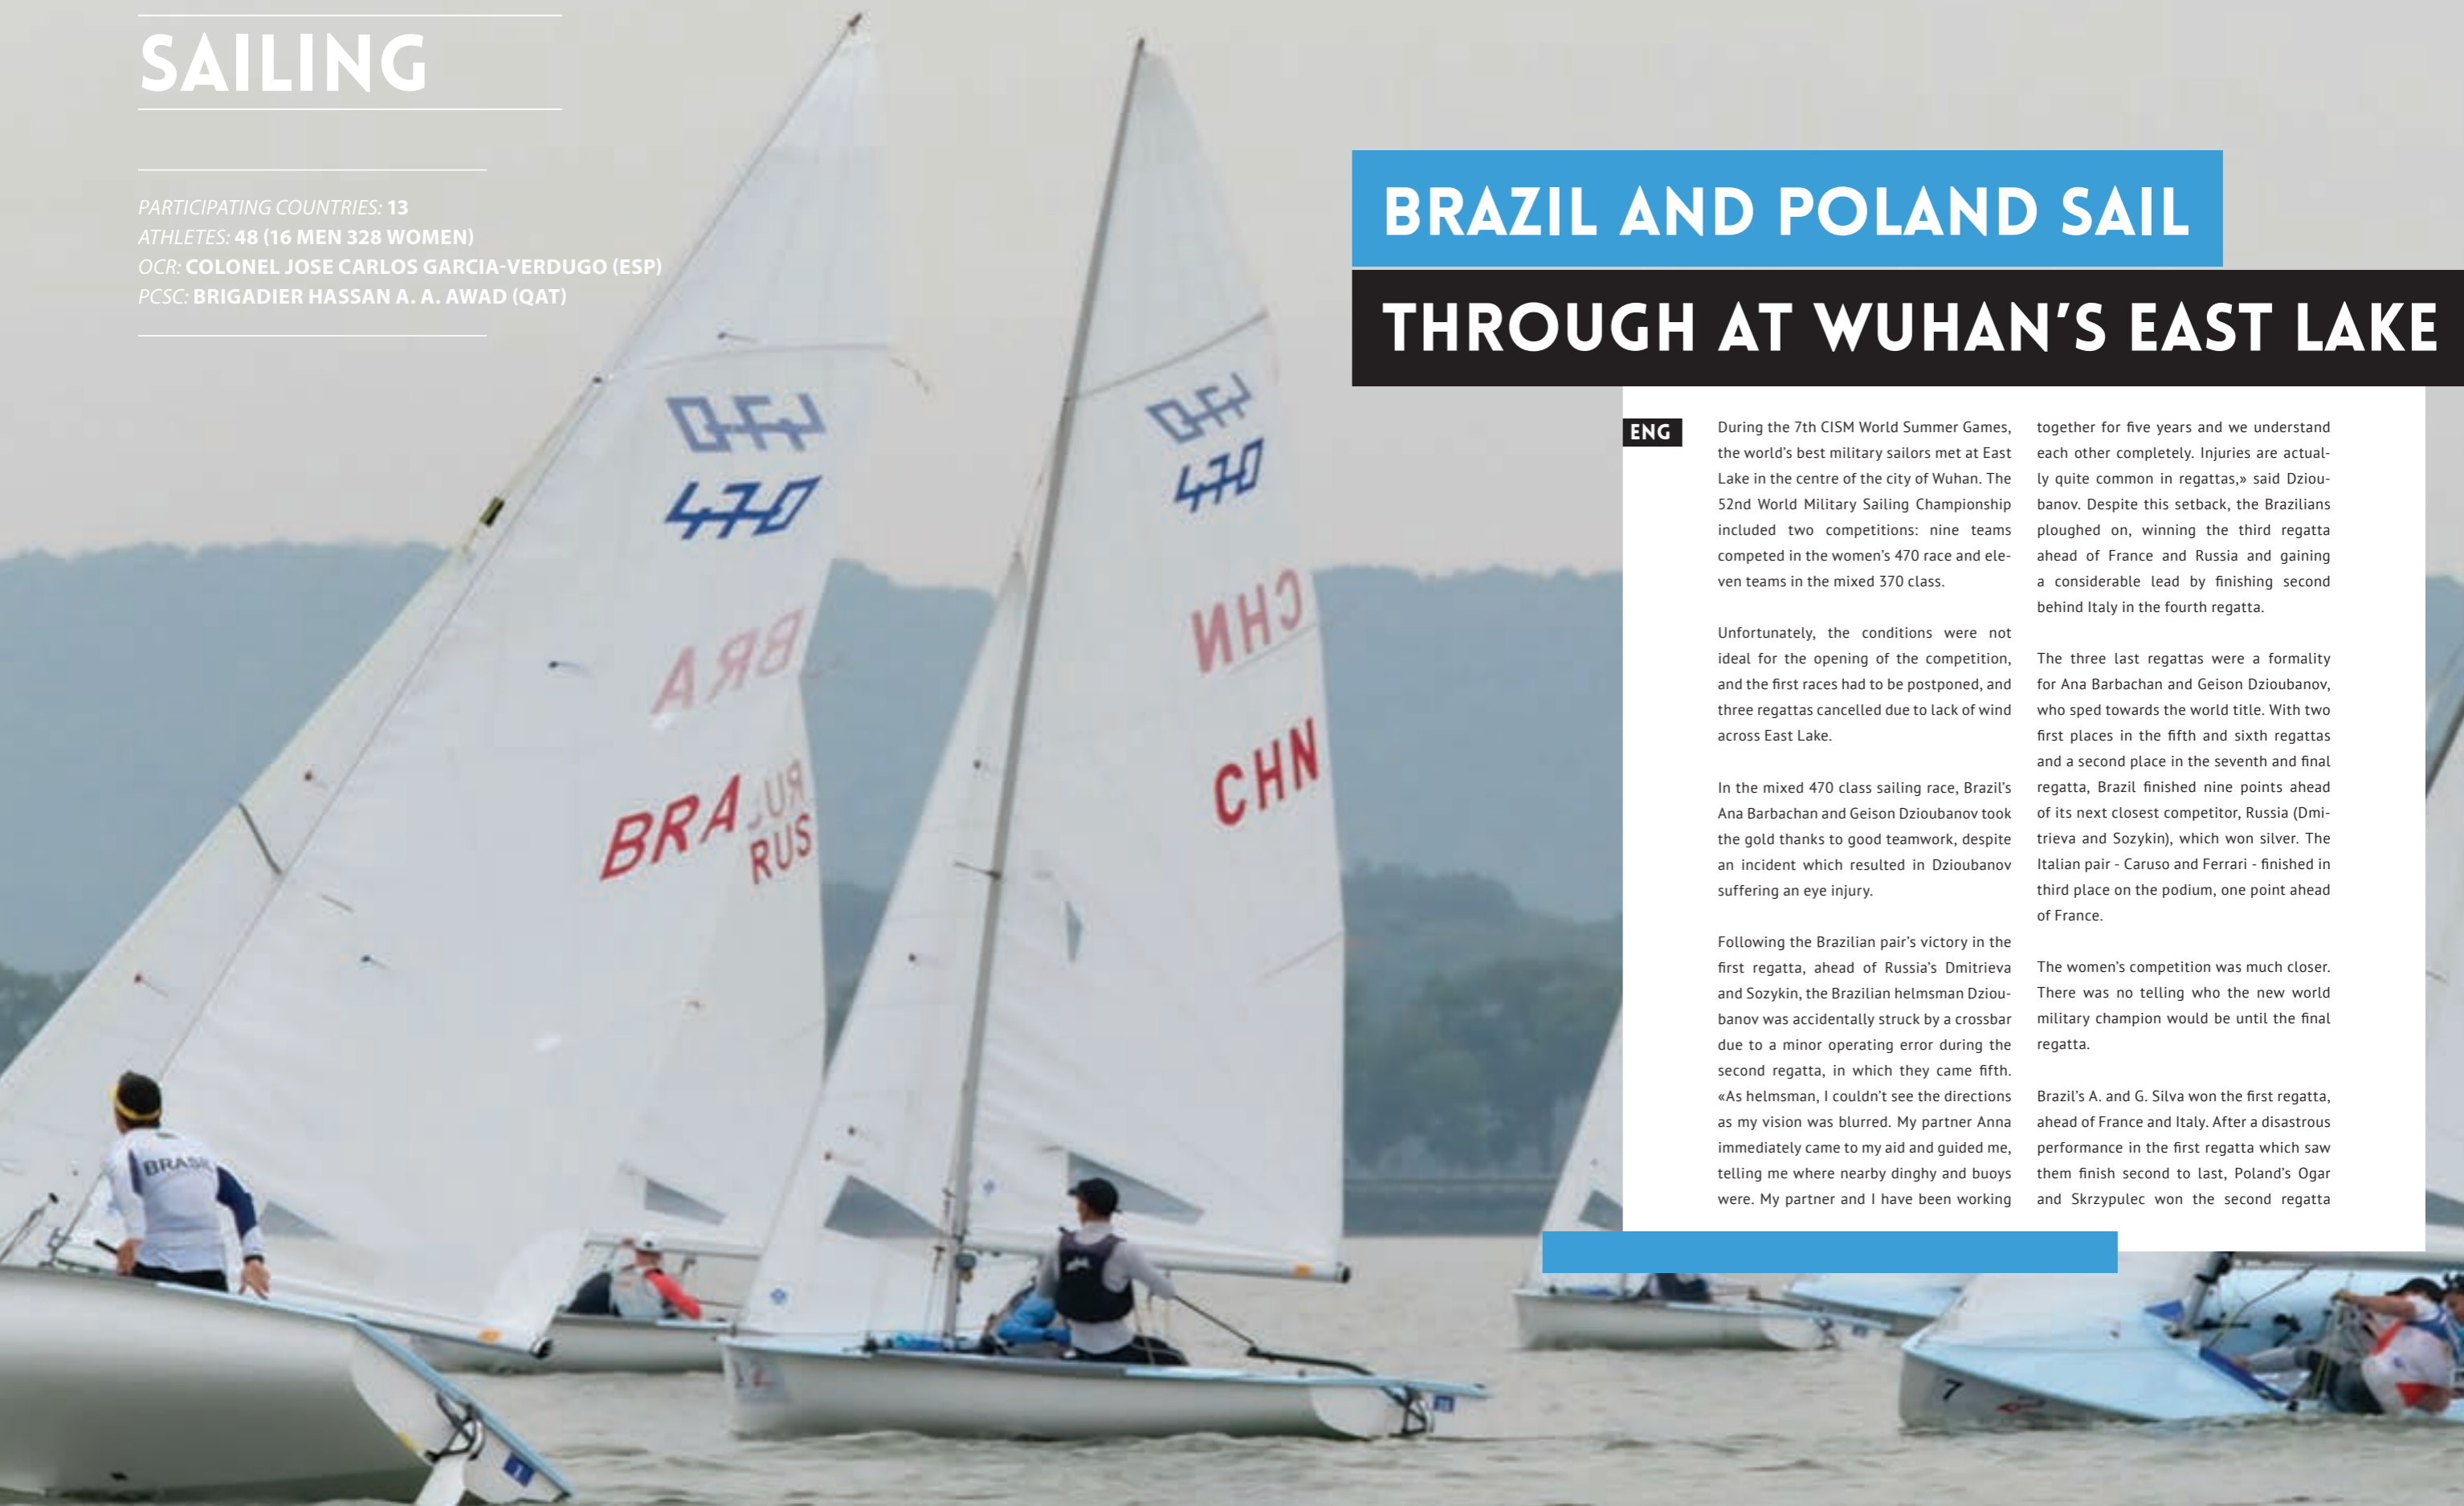 SAILING
PARTICIPATING COUNTRIES: 13
ATHLETES: 48 (16 MEN 328 WOMEN)
OCR: COLONEL JOSE CARLOS GARCIA-VERDUGO (ESP)
PCSC: BRIGADIER HASSAN A. A. AWAD (QAT)
BRAZIL AND POLAND SAIL
THROUGH AT WUHAN'S EAST LAKE
ENG
During the 7th CISM World Summer Games,
the world's best military sailors met at East
Lake in the centre of the city of Wuhan. The
52nd World Military Sailing Championship
included two competitions: nine teams
competed in the women's 470 race and ele-
ven teams in the mixed 370 class.
Unfortunately, the conditions were not
ideal for the opening of the competition,
and the first races had to be postponed, and
three regattas cancelled due to lack of wind
across East Lake.
In the mixed 470 class sailing race, Brazil's
Ana Barbachan and Geison Dzioubanov took
the gold thanks to good teamwork, despite
an incident which resulted in Dzioubanov
suffering an eye injury.
Following the Brazilian pair's victory in the
first regatta, ahead of Russia's Dmitrieva
and Sozykin, the Brazilian helmsman Dziou-
banov was accidentally struck by a crossbar
due to a minor operating error during the
second regatta, in which they came fifth.
«As helmsman, I couldn't see the directions
as my vision was blurred. My partner Anna
immediately came to my aid and guided me,
telling me where nearby dinghy and buoys
were. My partner and I have been working
together for five years and we understand
each other completely. Injuries are actual-
ly quite common in regattas,» said Dziou-
banov. Despite this setback, the Brazilians
ploughed on, winning the third regatta
ahead of France and Russia and gaining
a considerable lead by finishing second
behind Italy in the fourth regatta.
The three last regattas were a formality
for Ana Barbachan and Geison Dzioubanov,
who sped towards the world title. With two
first places in the fifth and sixth regattas
and a second place in the seventh and final
regatta, Brazil finished nine points ahead
of its next closest competitor, Russia (Dmi-
trieva and Sozykin), which won silver. The
Italian pair - Caruso and Ferrari - finished in
third place on the podium, one point ahead
of France.
The women's competition was much closer.
There was no telling who the new world
military champion would be until the final
regatta.
Brazil's A. and G. Silva won the first regatta,
ahead of France and Italy. After a disastrous
performance in the first regatta which saw
them finish second to last, Poland's Ogar
and Skrzypulec won the second regatta
470
BRA
BRA
RUS
470
CHN
CHN
BRASIL
7